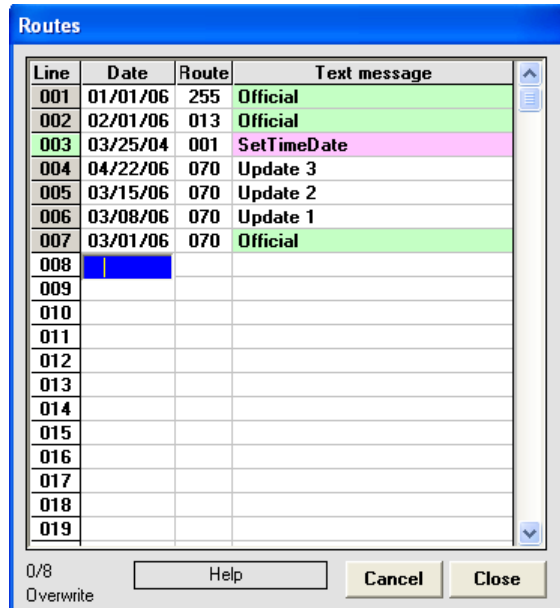 Routes
Line Date Route Text message
001 01/01/06 255 Official
002 02/01/06 013 Official
003 03/25/04 001 SetTimeDate
004 04/22/06 070 Update 3
005 03/15/06 070 Update 2
006 03/08/06 070 Update 1
007 03/01/06 070 Official
008
009
010
011
012
013
014
015
016
017
018
019
0/8 Help Cancel Close
Overwrite